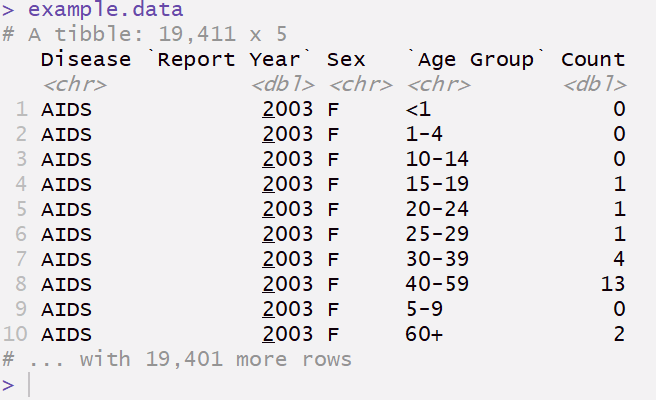 > example.data
# A tibble: 19,411 x 5
   Disease `Report Year` Sex   `Age Group` Count
   <chr>           <dbl> <chr> <chr>       <dbl>
 1 AIDS             2003 F     <1              0
 2 AIDS             2003 F     1-4             0
 3 AIDS             2003 F     10-14           0
 4 AIDS             2003 F     15-19           1
 5 AIDS             2003 F     20-24           1
 6 AIDS             2003 F     25-29           1
 7 AIDS             2003 F     30-39           4
 8 AIDS             2003 F     40-59          13
 9 AIDS             2003 F     5-9             0
10 AIDS             2003 F     60+             2
# ... with 19,401 more rows
>